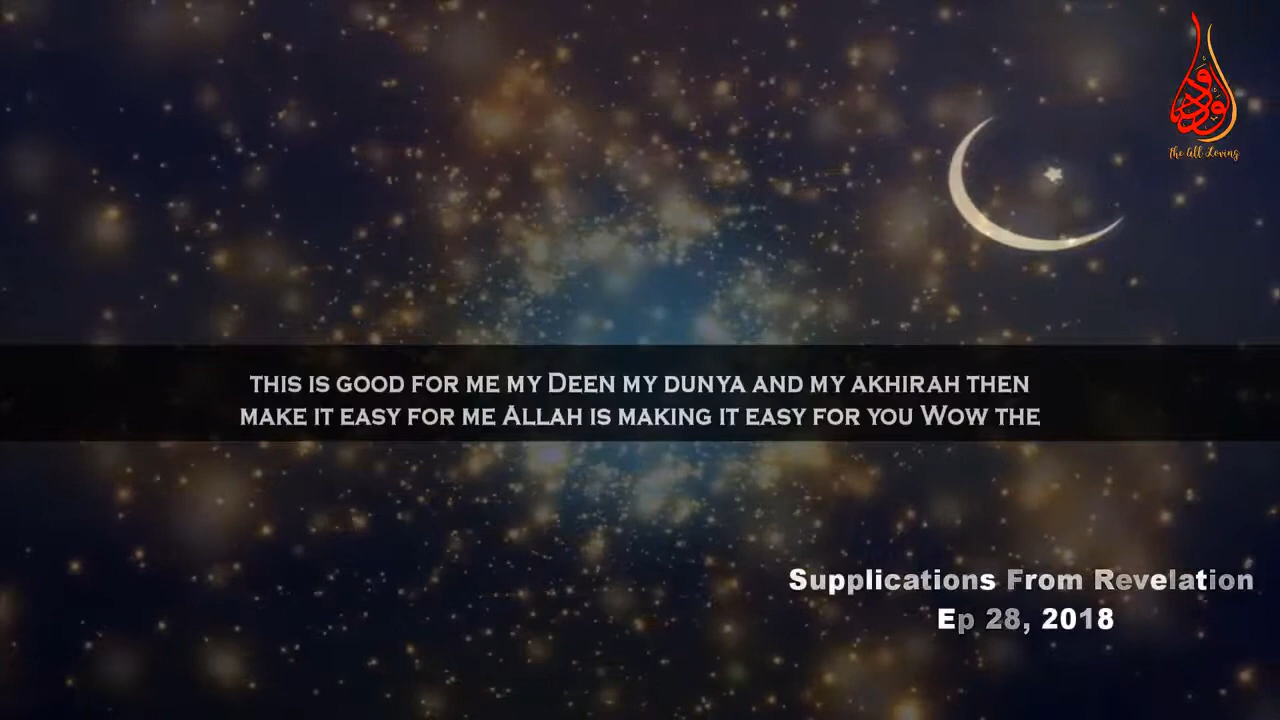 الودود
The All Loving
THIS IS GOOD FOR ME MY DEEN MY DUNYA AND MY AKHIRAH THEN
MAKE IT EASY FOR ME ALLAH IS MAKING IT EASY FOR YOU WOW THE
Supplications From Revelation
Ep 28, 2018